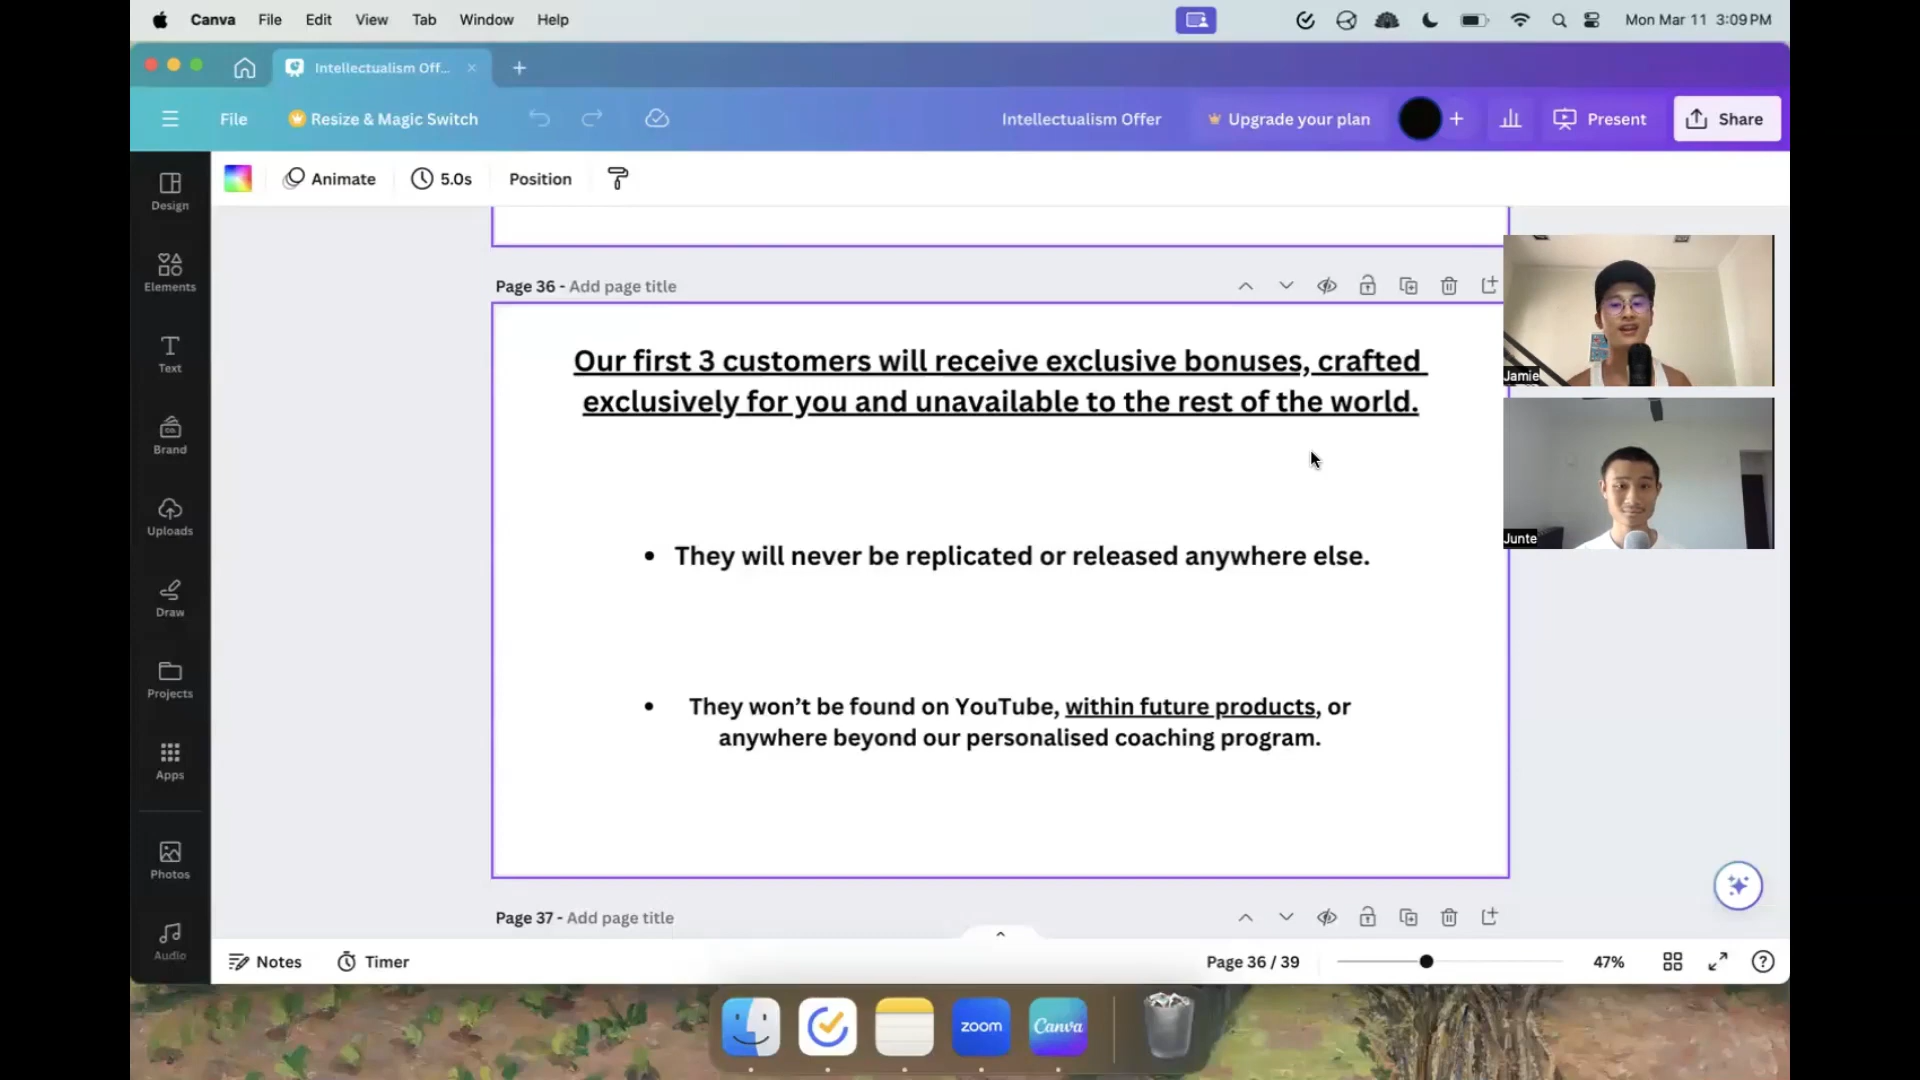 Canva File Edit View Tab Window Help
Mon Mar 11 3:09 PM
Intellectualism Off...
File
Resize & Magic Switch
Intellectualism Offer
Upgrade your plan
Present
Share
Animate
5.0s
Position
Design
Elements
Text
Brand
Uploads
Draw
Projects
Apps
Photos
Audio
Page 36 - Add page title
Our first 3 customers will receive exclusive bonuses, crafted
exclusively for you and unavailable to the rest of the world.
• They will never be replicated or released anywhere else.
• They won’t be found on YouTube, within future products, or
anywhere beyond our personalised coaching program.
Jamie
Junte
Page 37 - Add page title
Notes
Timer
Page 36 / 39
47%
zoom
Canva